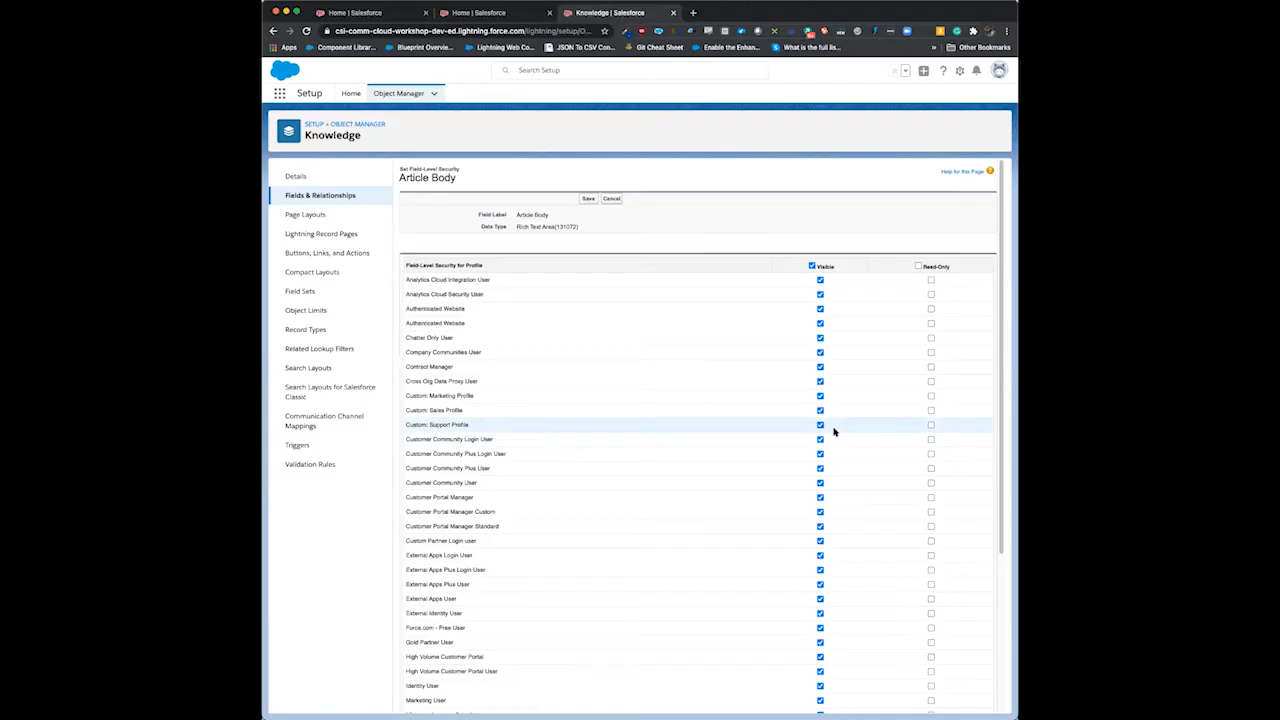 Home | Salesforce
Home | Salesforce
Knowledge | Salesforce
csi-comm-cloud-workshop-dev-ed.lightning.force.com/lightning/setup/O...
Apps
Component Librar...
Blueprint Overvie...
Lightning Web Co...
JSON To CSV Con...
Git Cheat Sheet
Enable the Enhan...
What is the full lis...
Other Bookmarks
Search Setup
Setup
Home
Object Manager
SETUP > OBJECT MANAGER
Knowledge
Details
Fields & Relationships
Page Layouts
Lightning Record Pages
Buttons, Links, and Actions
Compact Layouts
Field Sets
Object Limits
Record Types
Related Lookup Filters
Search Layouts
Search Layouts for Salesforce
Classic
Communication Channel
Mappings
Triggers
Validation Rules
Set Field-Level Security
Article Body
Help for this Page
Save
Cancel
Field Label Article Body
Data Type Rich Text Area(131072)
Field-Level Security for Profile
Visible
Read-Only
Analytics Cloud Integration User
Analytics Cloud Security User
Authenticated Website
Authenticated Website
Chatter Only User
Company Communities User
Contract Manager
Cross Org Data Proxy User
Custom: Marketing Profile
Custom: Sales Profile
Custom: Support Profile
Customer Community Login User
Customer Community Plus Login User
Customer Community Plus User
Customer Community User
Customer Portal Manager
Customer Portal Manager Custom
Customer Portal Manager Standard
Custom Partner Login user
External Apps Login User
External Apps Plus Login User
External Apps Plus User
External Apps User
External Identity User
Force.com - Free User
Gold Partner User
High Volume Customer Portal
High Volume Customer Portal User
Identity User
Marketing User